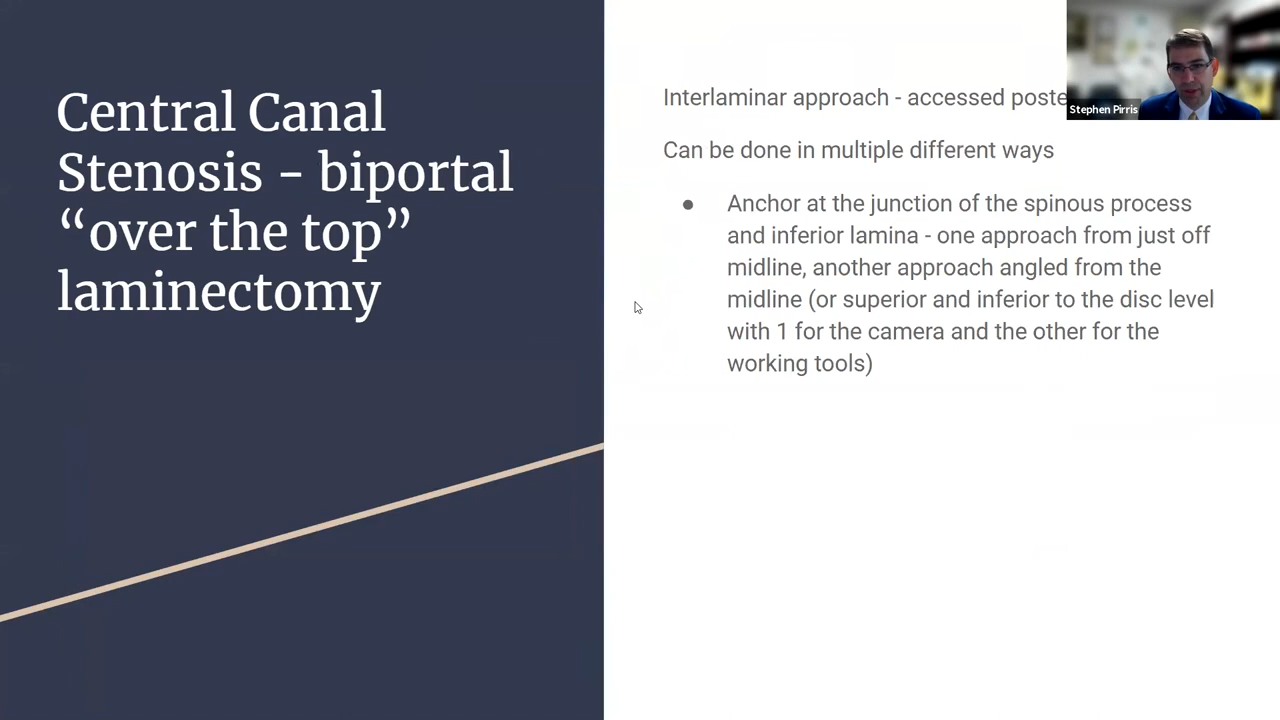 Central Canal
Stenosis - biportal
“over the top”
laminectomy
Interlaminar approach - accessed
Can be done in multiple different ways
● Anchor at the junction of the spinous process
and inferior lamina - one approach from just off
midline, another approach angled from the
midline (or superior and inferior to the disc level
with 1 for the camera and the other for the
working tools)
Stephen Pirris